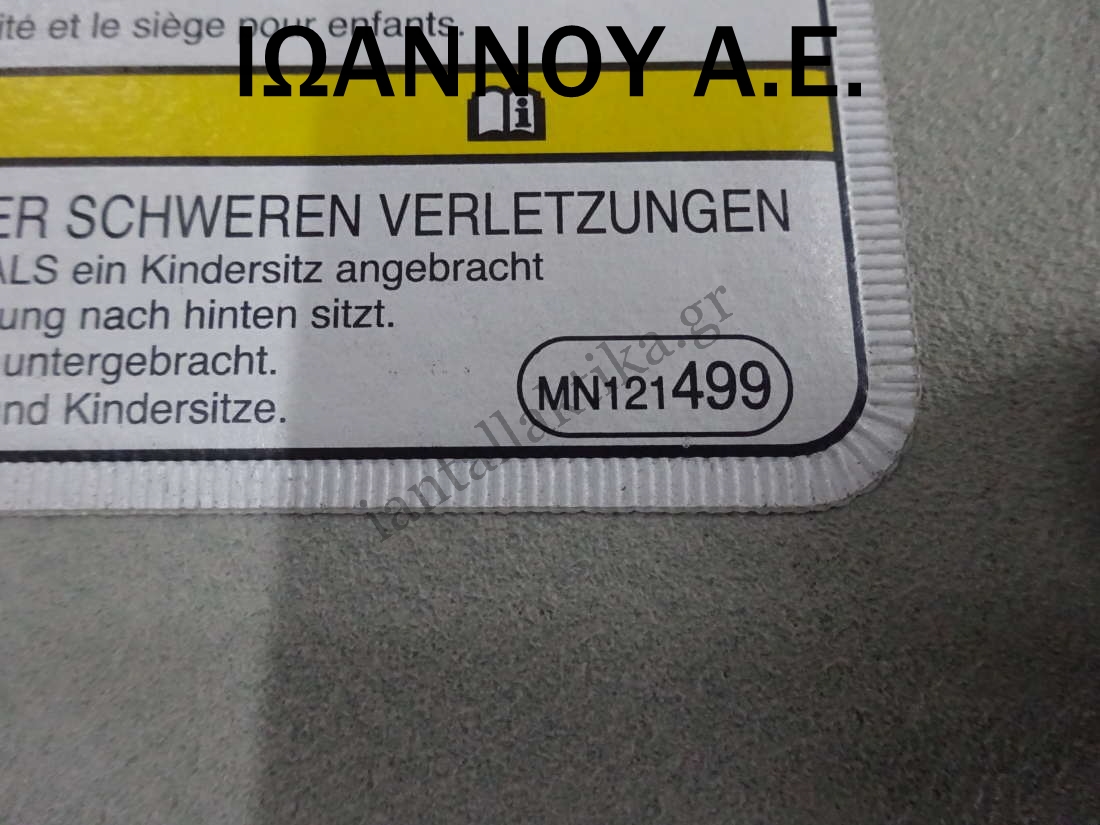 ité et le siège pour enfants.
ΙΩΑΝΝΟΥ Α.Ε.
i
ER SCHWEREN VERLETZUNGEN
ALS ein Kindersitz angebracht
ung nach hinten sitzt.
untergebracht.
nd Kindersitze.
MN121499
iantallaktika.gr